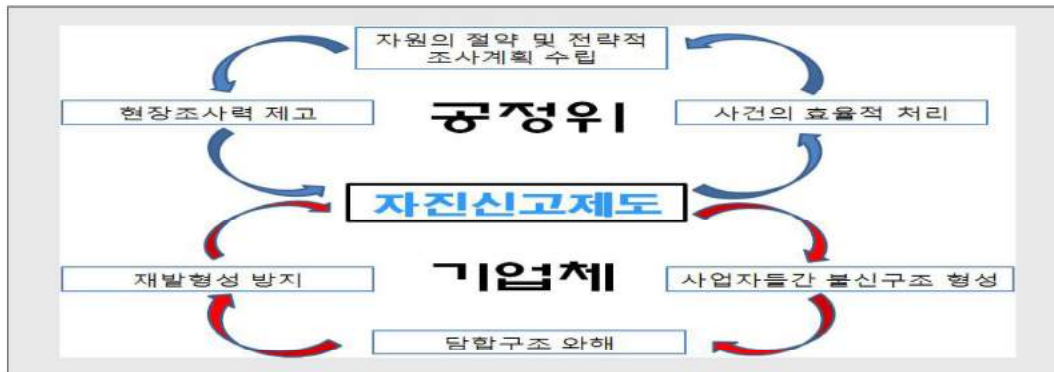 자원의 절약 및 전략적
조사계획 수립
현장조사력 제고
공정위
사건의 효율적 처리
자진신고제도
재발형성 방지
기업체
사업자들간 불신구조 형성
담합구조 와해